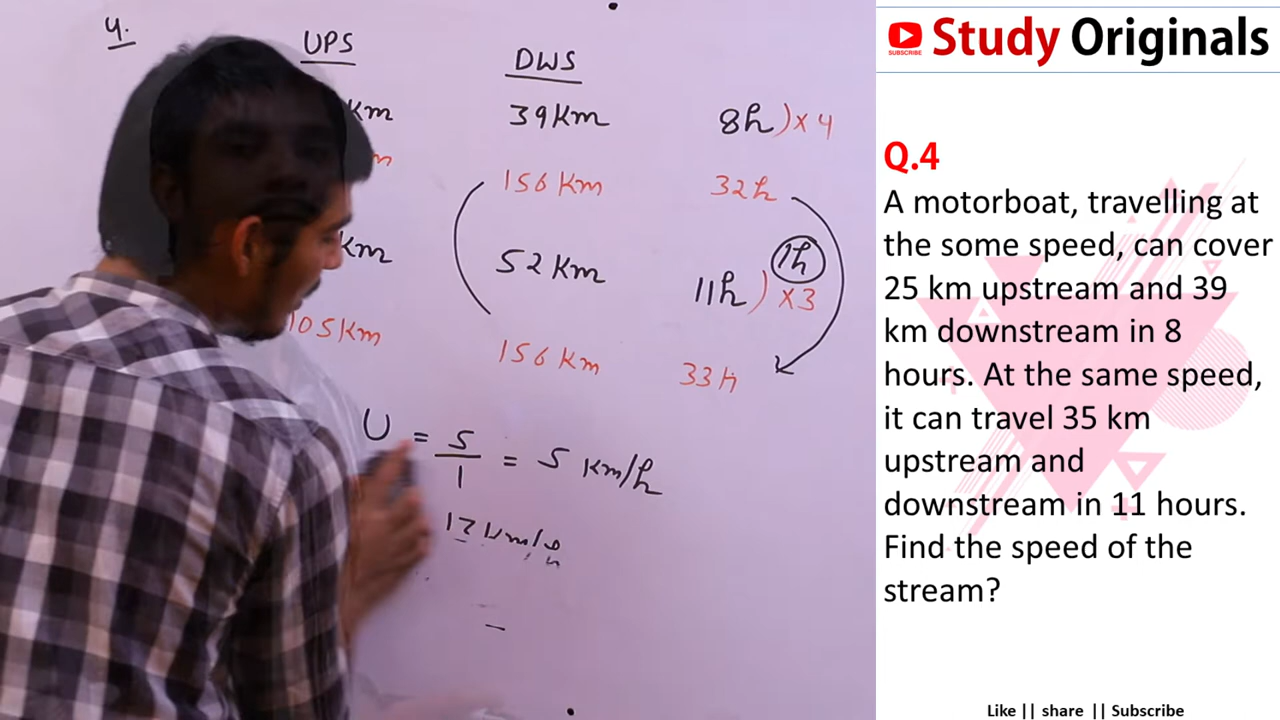 4.
UPS
DWS
Km
39Km
8h) x 4
m
156 Km
32h
1h
Km
52 Km
11h) x 3
105Km
156 Km
33h
U = 5/1 = 5 km/h
SUBSCRIBE
Study Originals
Q.4
A motorboat, travelling at
the some speed, can cover
25 km upstream and 39
km downstream in 8
hours. At the same speed,
it can travel 35 km
upstream and
downstream in 11 hours.
Find the speed of the
stream?
Like || share || Subscribe